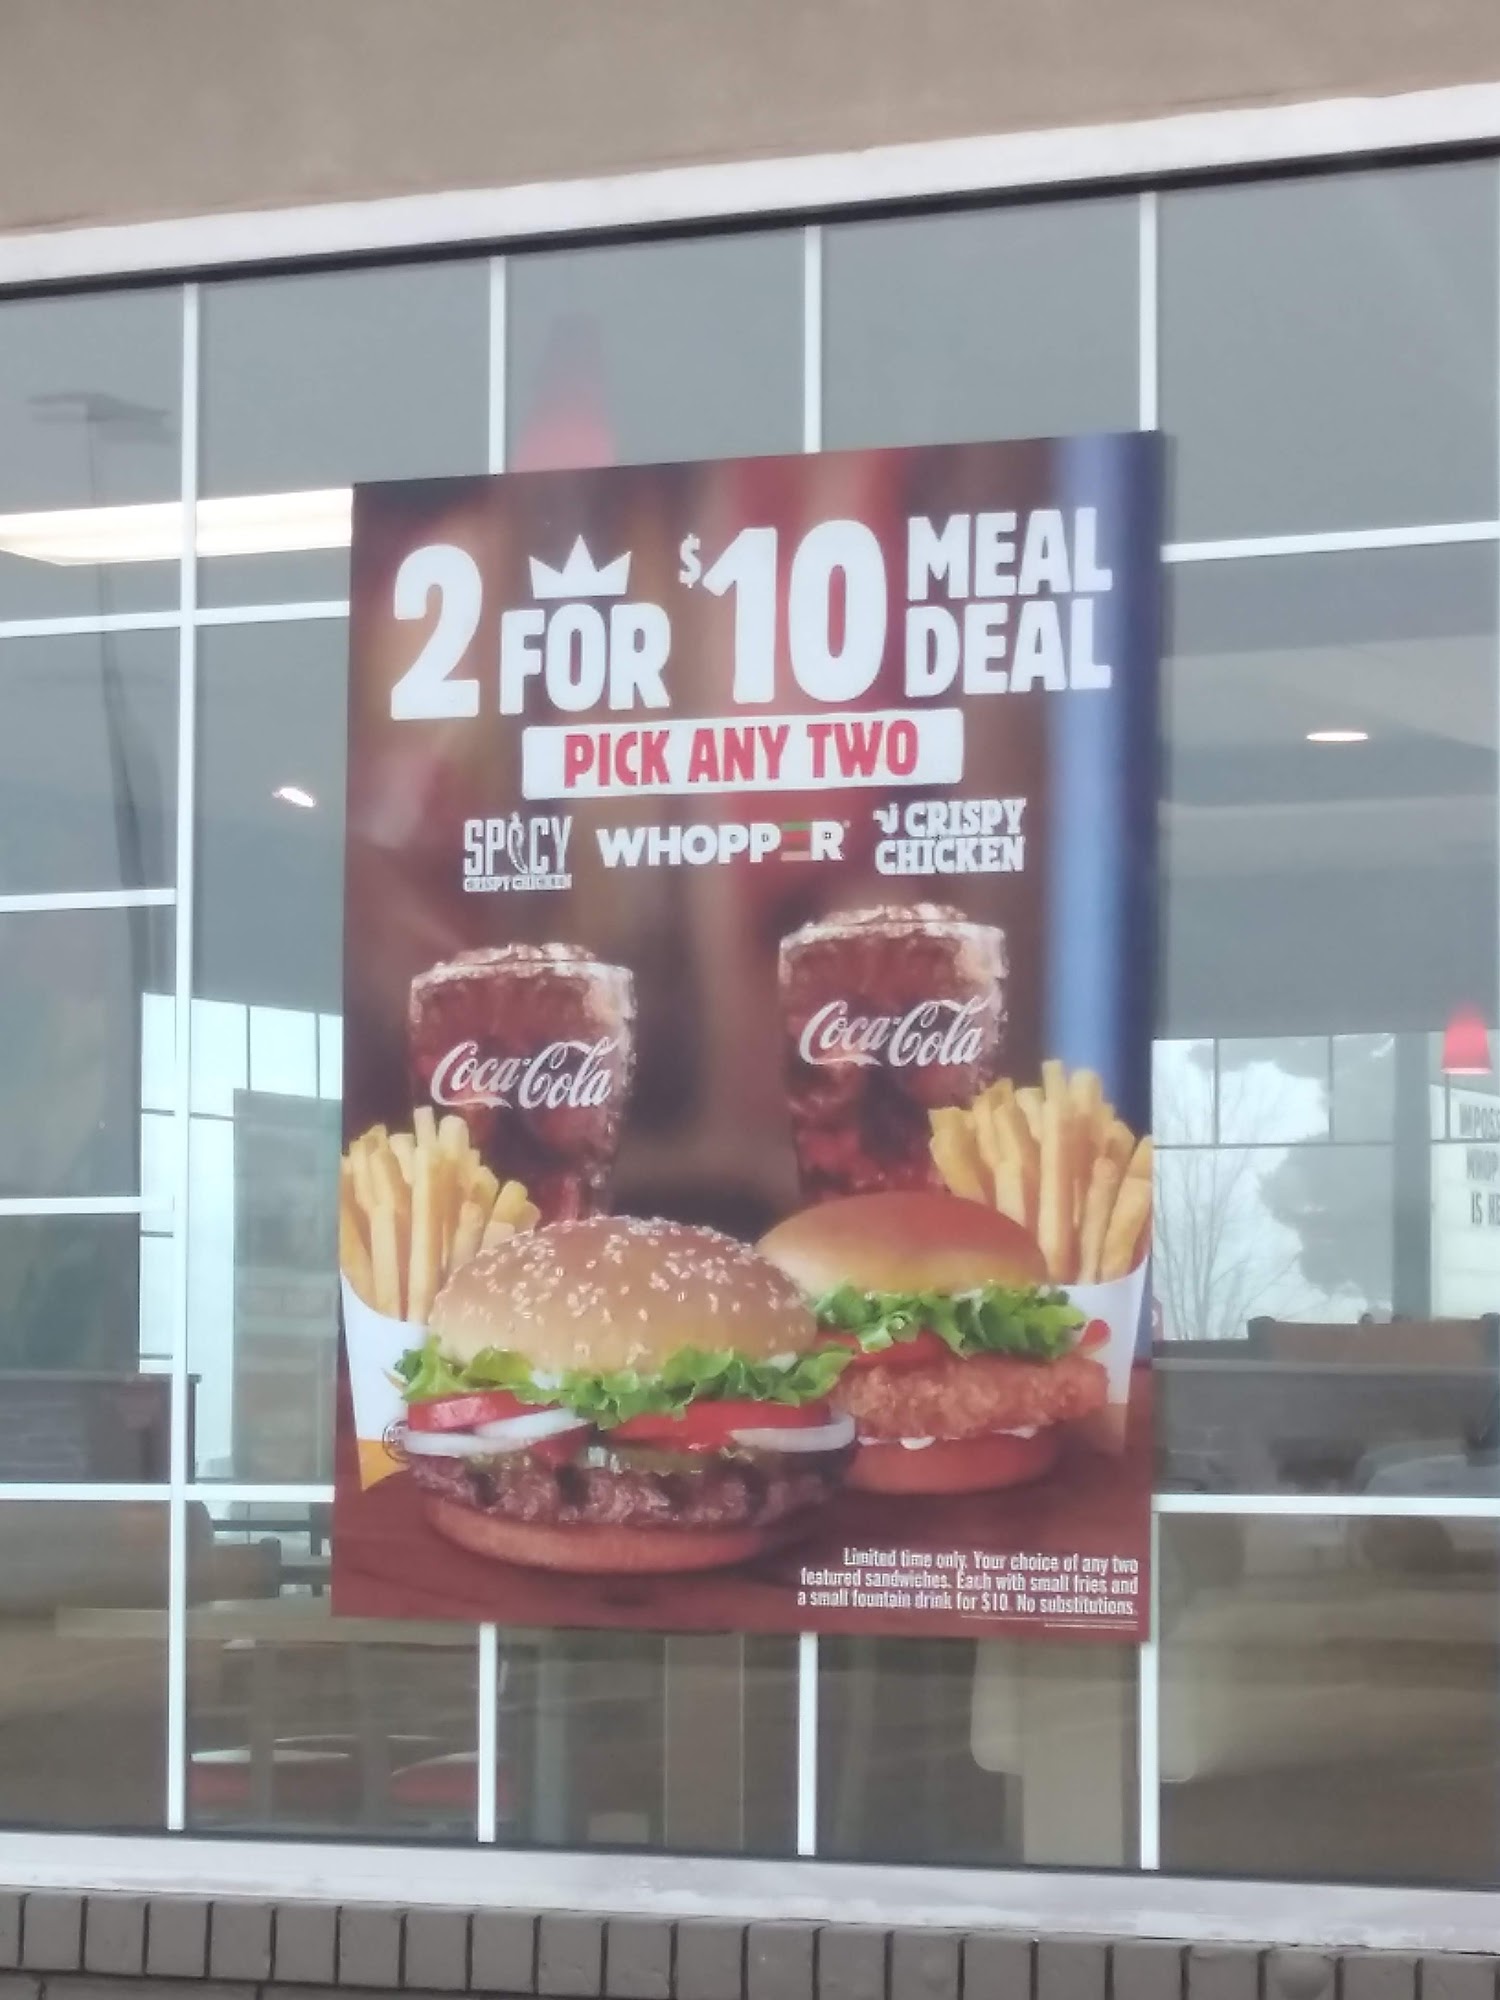 2 FOR $10 MEAL DEAL
PICK ANY TWO
SPICY
CRISPY CHICKEN
WHOPPER
CRISPY
CHICKEN
Coca-Cola
Coca-Cola
Limited time only. Your choice of any two
featured sandwiches. Each with small fries and
a small fountain drink for $10. No substitutions.